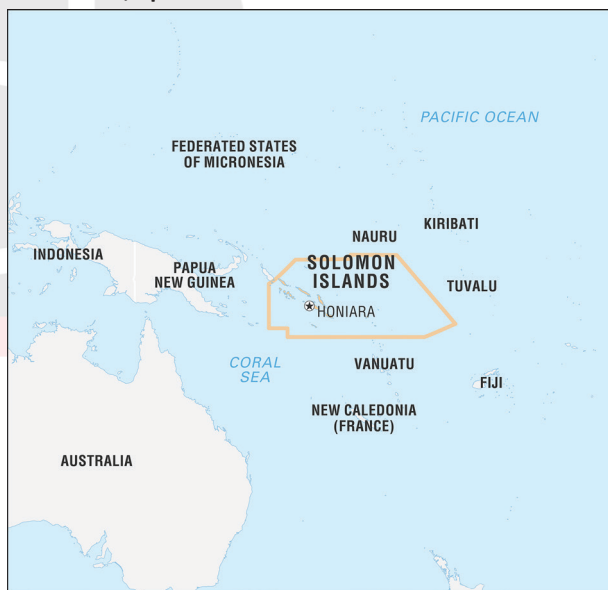 PACIFIC OCEAN
FEDERATED STATES
OF MICRONESIA
KIRIBATI
NAURU
INDONESIA
PAPUA
NEW GUINEA
SOLOMON
ISLANDS
TUVALU
HONIARA
CORAL
SEA
VANUATU
FIJI
NEW CALEDONIA
(FRANCE)
AUSTRALIA